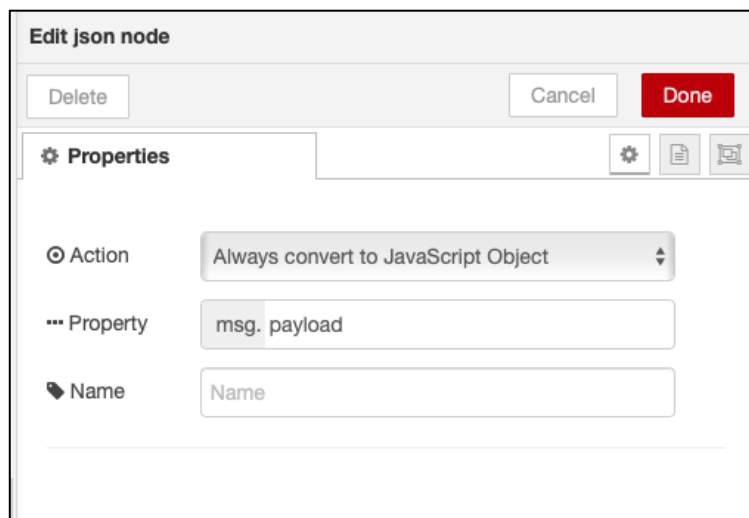 Edit json node
Delete Cancel Done
Properties
Action Always convert to JavaScript Object
Property msg. payload
Name Name